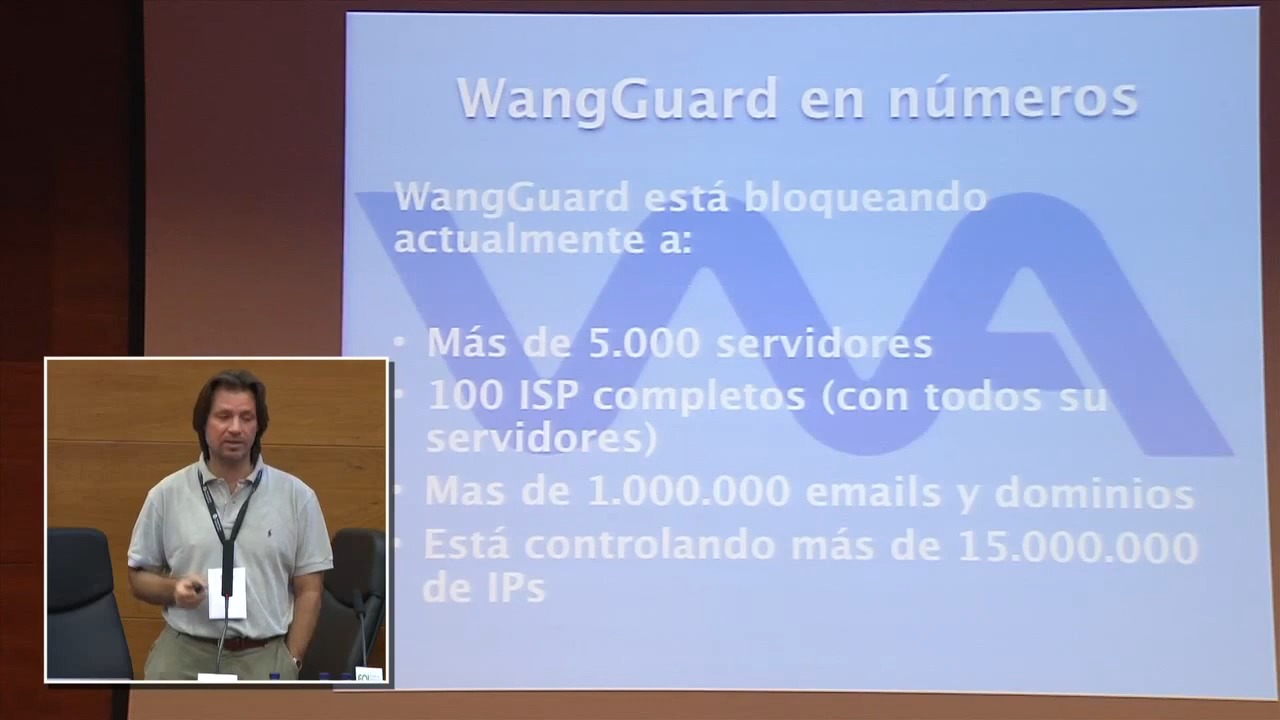 WangGuard en números
WangGuard está bloqueando
actualmente a:
• Más de 5.000 servidores
• 100 ISP completos (con todos su
servidores)
• Mas de 1.000.000 emails y dominios
• Está controlando más de 15.000.000
de IPs
EOI